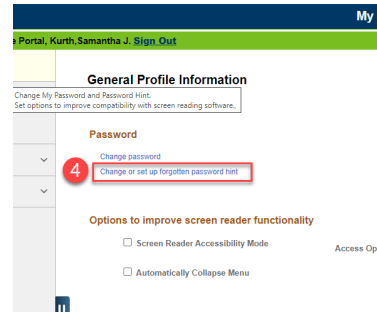 My
e Portal, Kurth,Samantha J. Sign Out
General Profile Information
Change My Password and Password Hint.
Set options to improve compatibility with screen reading software,.
Password
Change password
4
Change or set up forgotten password hint
Options to improve screen reader functionality
Screen Reader Accessibility Mode
Access Op
Automatically Collapse Menu